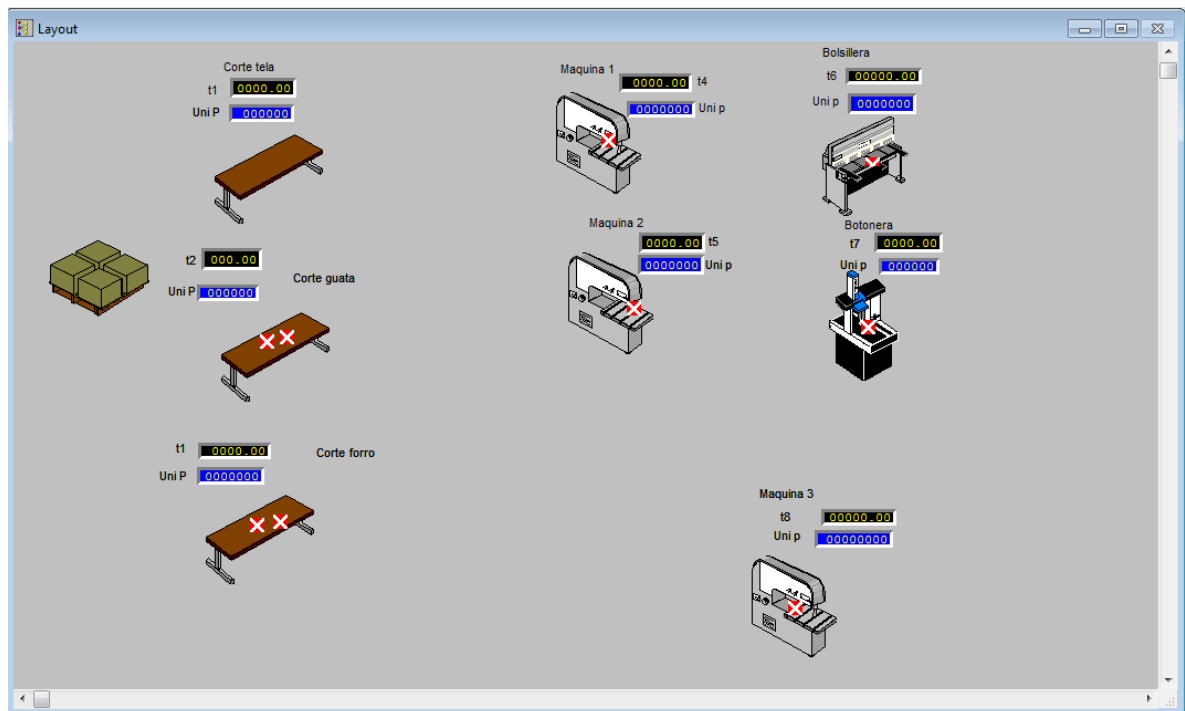 Layout
Corte tela
t1 0000.00
Uni P 000000
t2 000.00
Uni P 000000
Corte guata
t1 0000.00
Corte forro
Uni P 0000000
Maquina 1
0000.00 t4
0000000 Uni p
Maquina 2
0000.00 t5
0000000 Uni p
Bolsillera
t6 00000.00
Uni p 0000000
Botonera
t7 0000.00
Uni p 000000
Maquina 3
t8 00000.00
Uni p 00000000